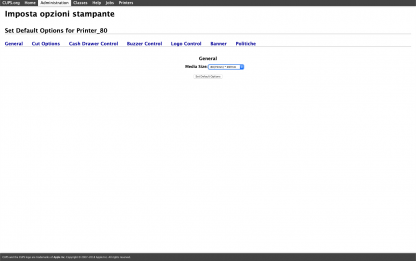 CUPS.org Home Administration Classes Help Jobs Printers
Imposta opzioni stampante
Set Default Options for Printer_80
General Cut Options Cash Drawer Control Buzzer Control Logo Control Banner Politiche
General
Media Size:
Set Default Options
CUPS and the CUPS logo are trademarks of Apple Inc. Copyright © 2007-2018 Apple Inc. All rights reserved.